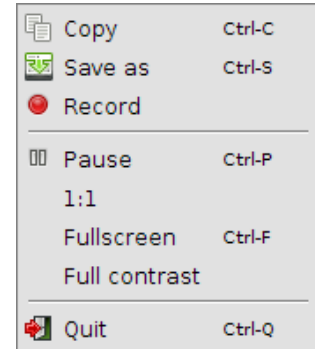 Copy Ctrl-C
Save as Ctrl-S
Record
Pause Ctrl-P
1:1
Fullscreen Ctrl-F
Full contrast
Quit Ctrl-Q